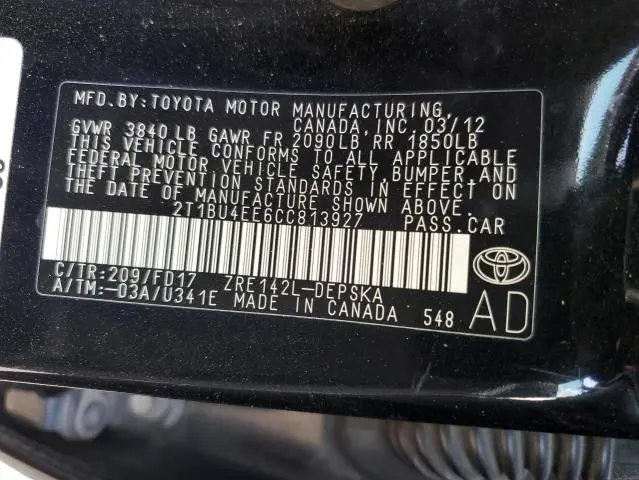 MFD.BY:TOYOTA MOTOR MANUFACTURING,
CANADA, INC. 03/12
GVWR 3840 LB GAWR FR 2090LB RR 1850LB
THIS VEHICLE CONFORMS TO ALL APPLICABLE
FEDERAL MOTOR VEHICLE SAFETY, BUMPER, AND
THEFT PREVENTION STANDARDS IN EFFECT ON
THE DATE OF MANUFACTURE SHOWN ABOVE.
2T1BU4EE6CC813927 PASS.CAR
C/TR:209/FD17 ZRE142L-DEPSKA
A/TM:-03A/U341E MADE IN CANADA 548 AD